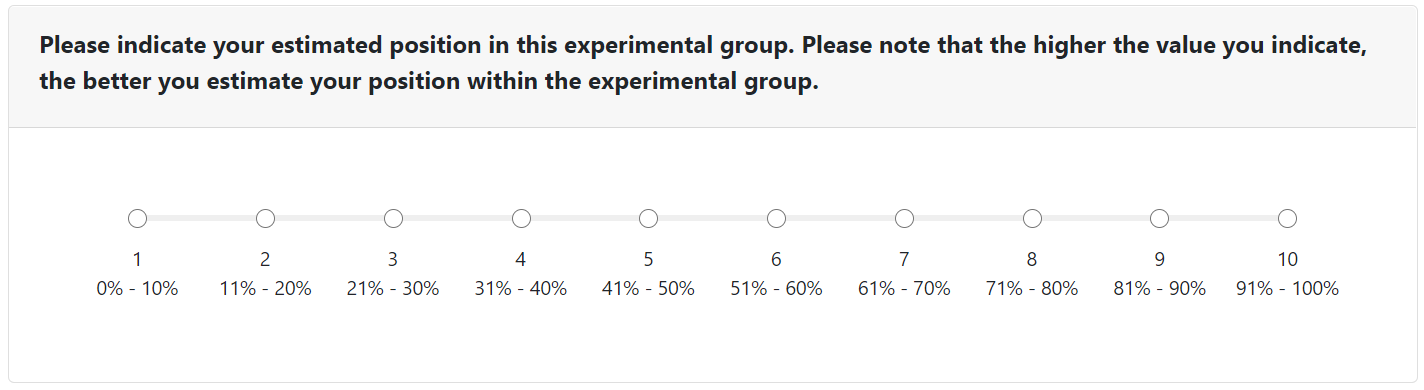 Please indicate your estimated position in this experimental group. Please note that the higher the value you indicate,
the better you estimate your position within the experimental group.
1 2 3 4 5 6 7 8 9 10
0% - 10% 11% - 20% 21% - 30% 31% - 40% 41% - 50% 51% - 60% 61% - 70% 71% - 80% 81% - 90% 91% - 100%